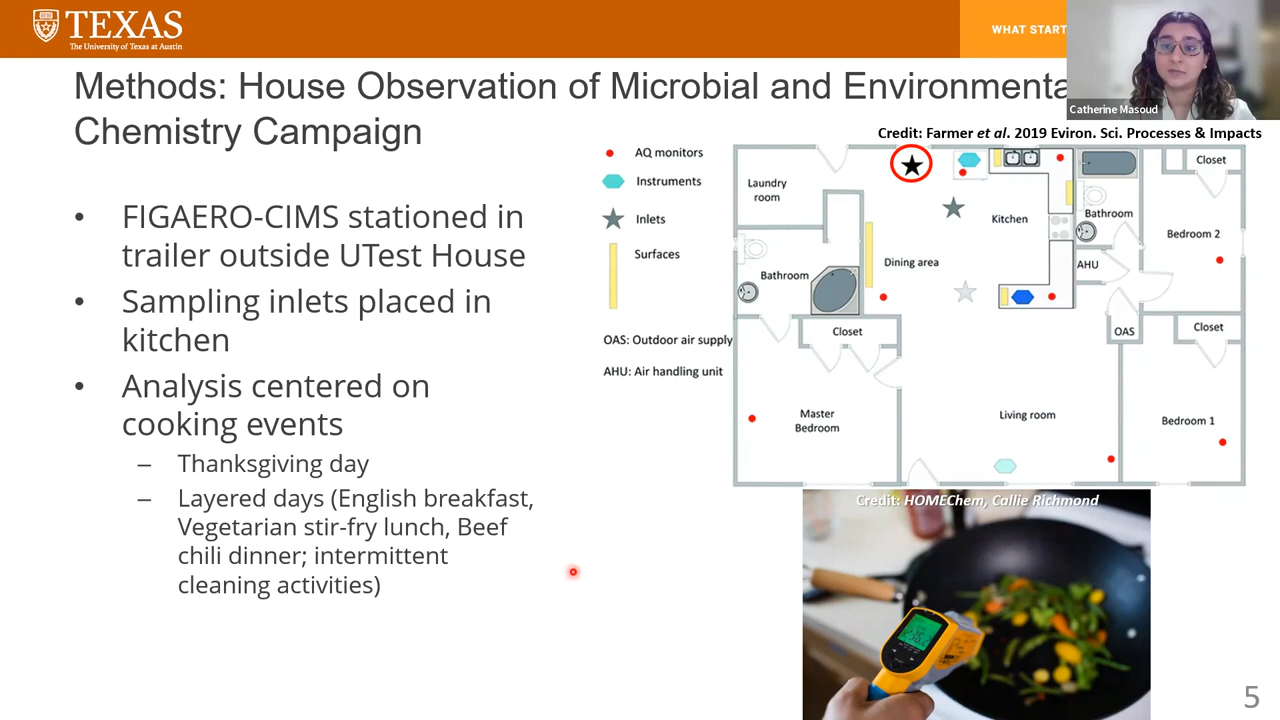 TEXAS
The University of Texas at Austin
WHAT START
Catherine Masoud
Methods: House Observation of Microbial and Environmenta
Chemistry Campaign
Credit: Farmer et al. 2019 Eviron. Sci. Processes & Impacts
• FIGAERO-CIMS stationed in
trailer outside UTest House
• Sampling inlets placed in
kitchen
• Analysis centered on
cooking events
– Thanksgiving day
– Layered days (English breakfast,
Vegetarian stir-fry lunch, Beef
chili dinner; intermittent
cleaning activities)
AQ monitors
Instruments
Inlets
Surfaces
OAS: Outdoor air supply
AHU: Air handling unit
Laundry
room
Kitchen
Bathroom
Closet
Bedroom 2
Dining area
AHU
Bathroom
Closet
OAS
Closet
Master
Bedroom
Living room
Bedroom 1
Credit: HOMEChem, Callie Richmond
5